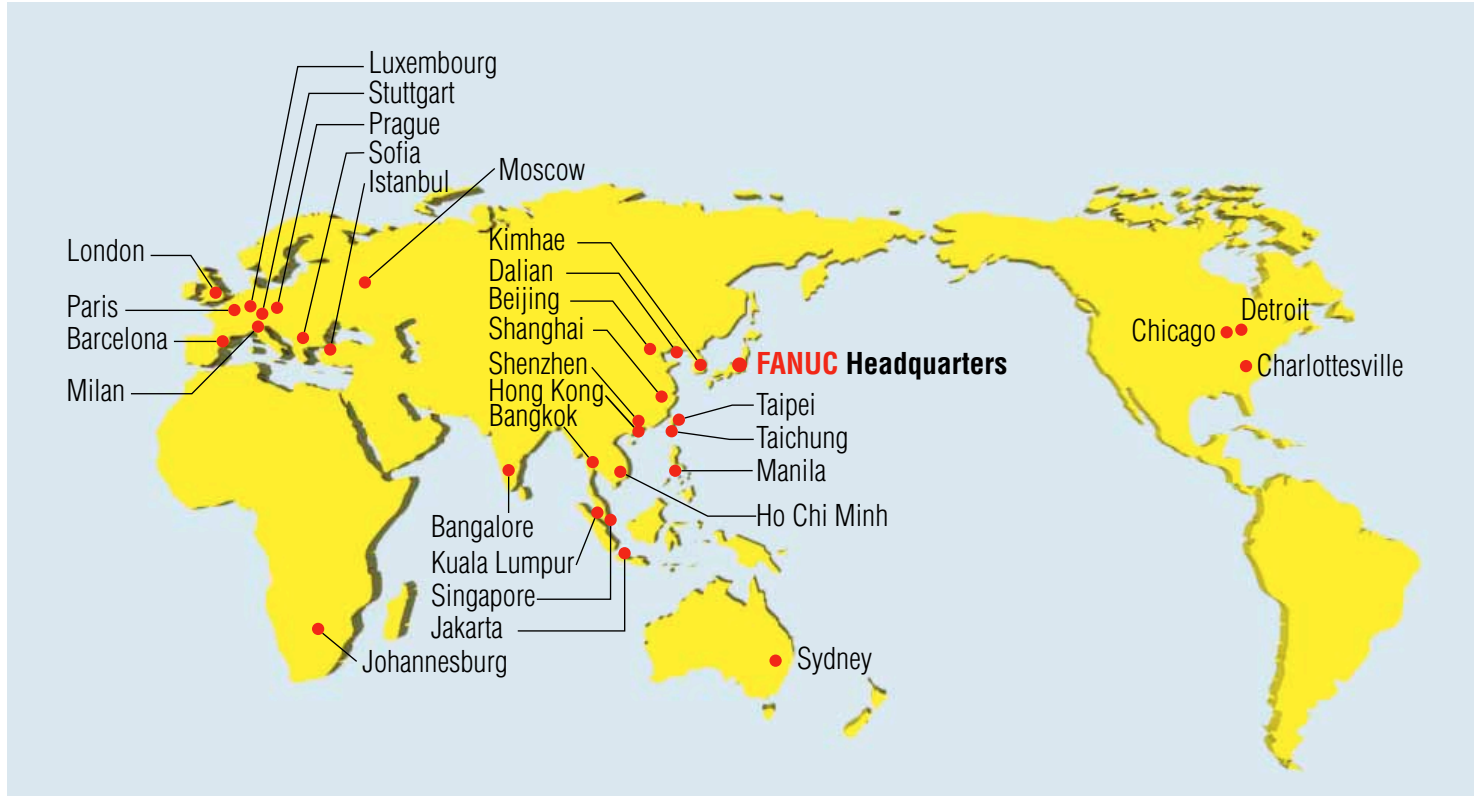 Luxembourg
Stuttgart
Prague
Sofia
Istanbul
Moscow
London
Paris
Barcelona
Milan
Kimhae
Dalian
Beijing
Shanghai
Shenzhen
Hong Kong
Bangkok
FANUC Headquarters
Taipei
Taichung
Manila
Ho Chi Minh
Bangalore
Kuala Lumpur
Singapore
Jakarta
Johannesburg
Sydney
Detroit
Chicago
Charlottesville